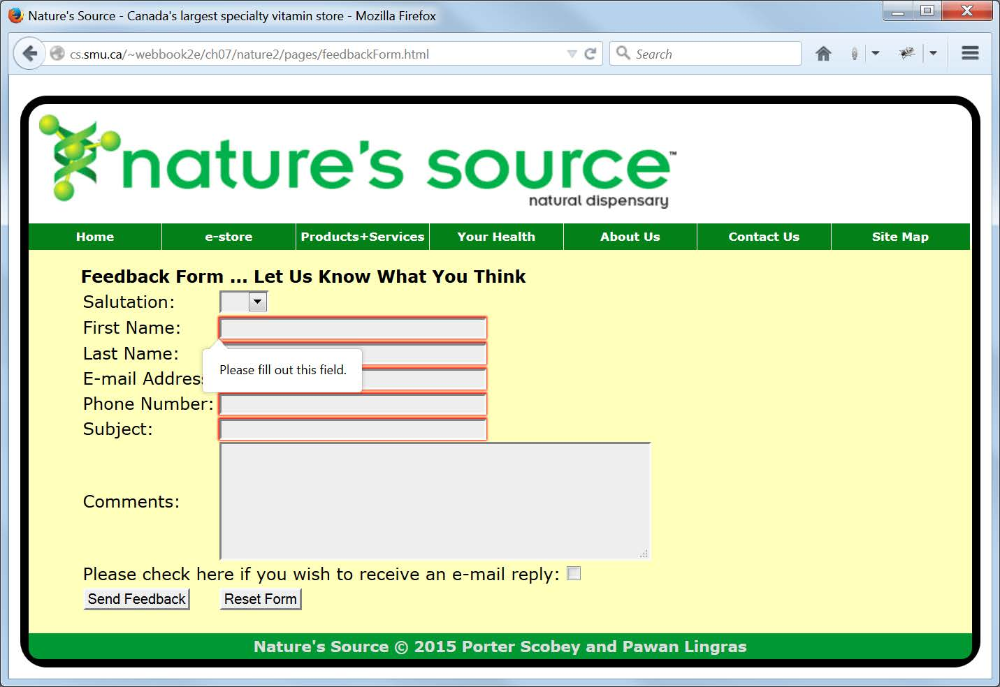 Nature's Source - Canada's largest specialty vitamin store - Mozilla Firefox
cs.smu.ca/~webbook2e/ch07/nature2/pages/feedbackForm.html
Search
nature's source™
natural dispensary
Home e-store Products+Services Your Health About Us Contact Us Site Map
Feedback Form ... Let Us Know What You Think
Salutation:
First Name:
Last Name:
Please fill out this field.
E-mail Address
Phone Number:
Subject:
Comments:
Please check here if you wish to receive an e-mail reply:
Send Feedback Reset Form
Nature's Source © 2015 Porter Scobey and Pawan Lingras